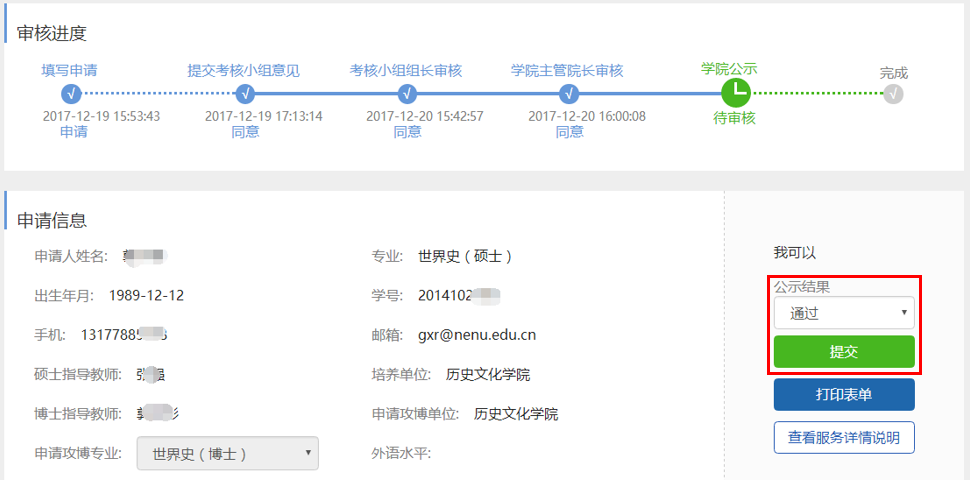 审核进度
填写申请 提交考核小组意见 考核小组组长审核 学院主管院长审核 学院公示 完成
2017-12-19 15:53:43 2017-12-19 17:13:14 2017-12-20 15:42:57 2017-12-20 16:00:08 待审核
申请 同意 同意 同意
申请信息
我可以
申请人姓名: 专业: 世界史（硕士）
公示结果
出生年月: 1989-12-12 学号: 2014102
通过
手机: 1317788 邮箱: gxr@nenu.edu.cn
提交
硕士指导教师: 张 强 培养单位: 历史文化学院
打印表单
博士指导教师: 申请攻博单位: 历史文化学院
查看服务详情说明
申请攻博专业: 世界史（博士） 外语水平: